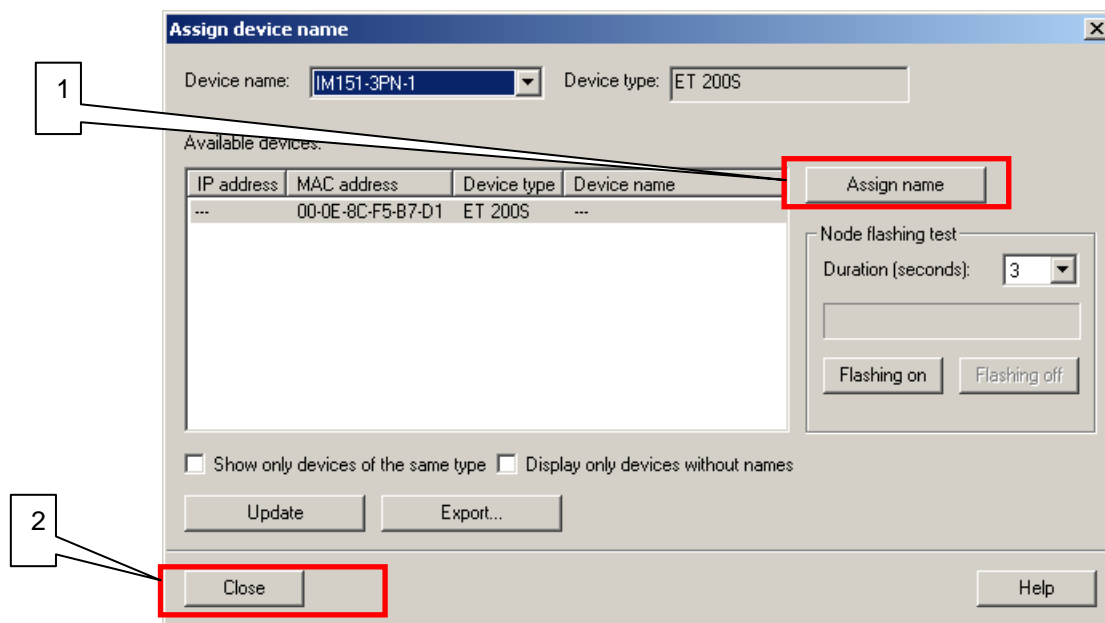 Assign device name
1
Device name: IM151-3PN-1 Device type: ET 200S
Available devices:
IP address MAC address Device type Device name
--- 00-0E-8C-F5-B7-D1 ET 200S ---
Assign name
Node flashing test
Duration (seconds): 3
Flashing on Flashing off
Show only devices of the same type Display only devices without names
Update Export...
2
Close Help